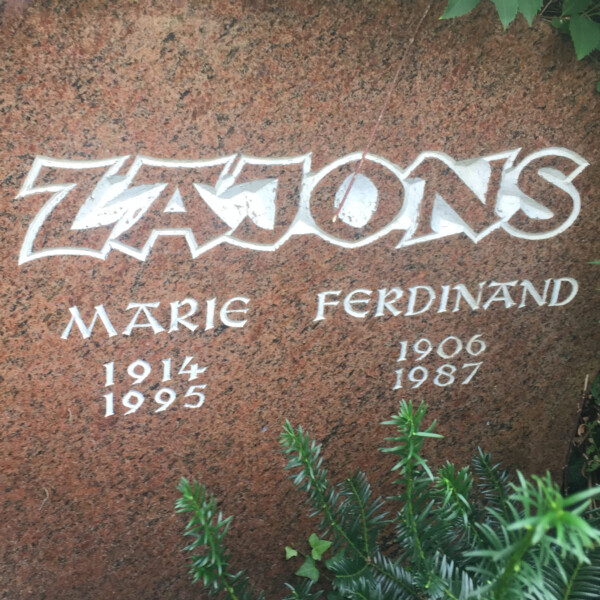 ZAJONS
MARIE FERDINAND
1914 1906
1995 1987